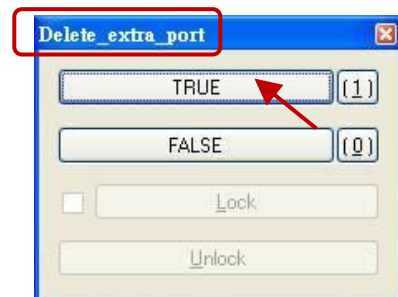 Delete_extra_port
TRUE (1)
FALSE (0)
Lock
Unlock